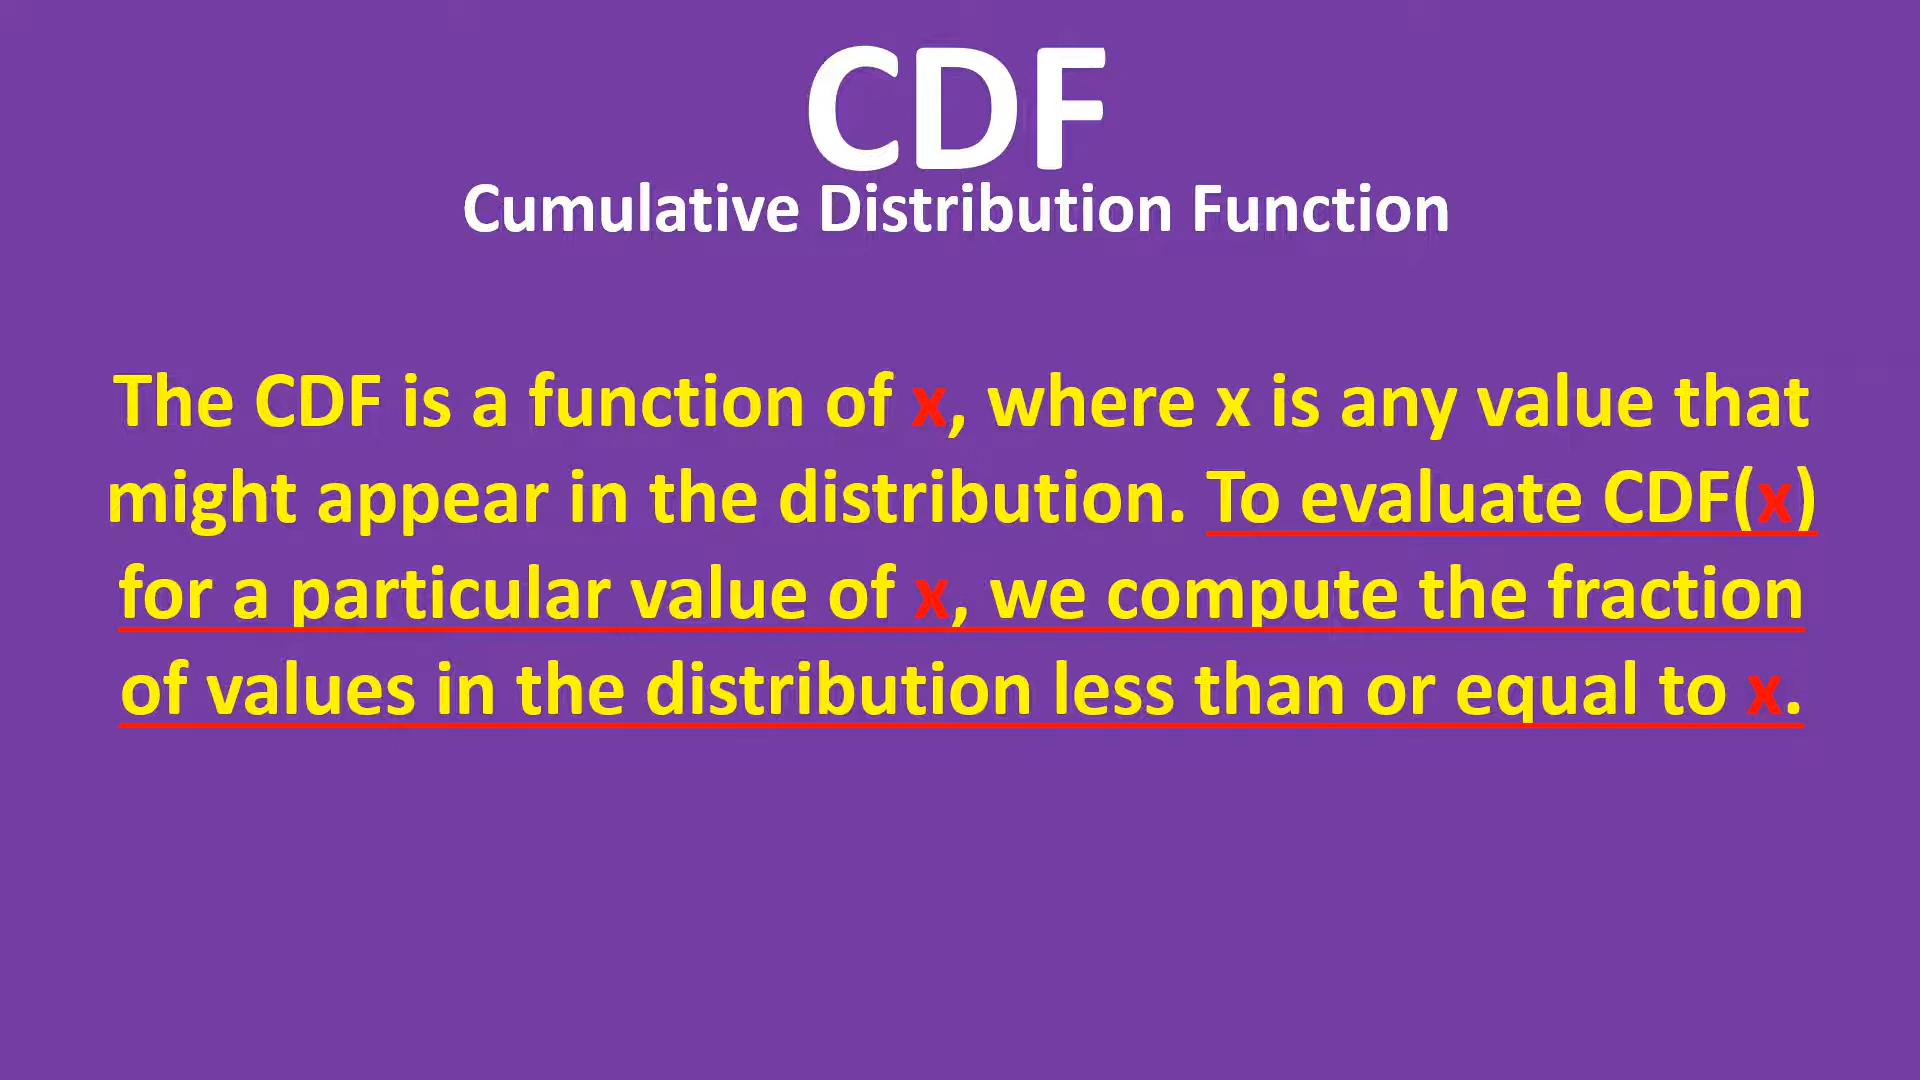 CDF
Cumulative Distribution Function
The CDF is a function of x, where x is any value that
might appear in the distribution. To evaluate CDF(x)
for a particular value of x, we compute the fraction
of values in the distribution less than or equal to x.